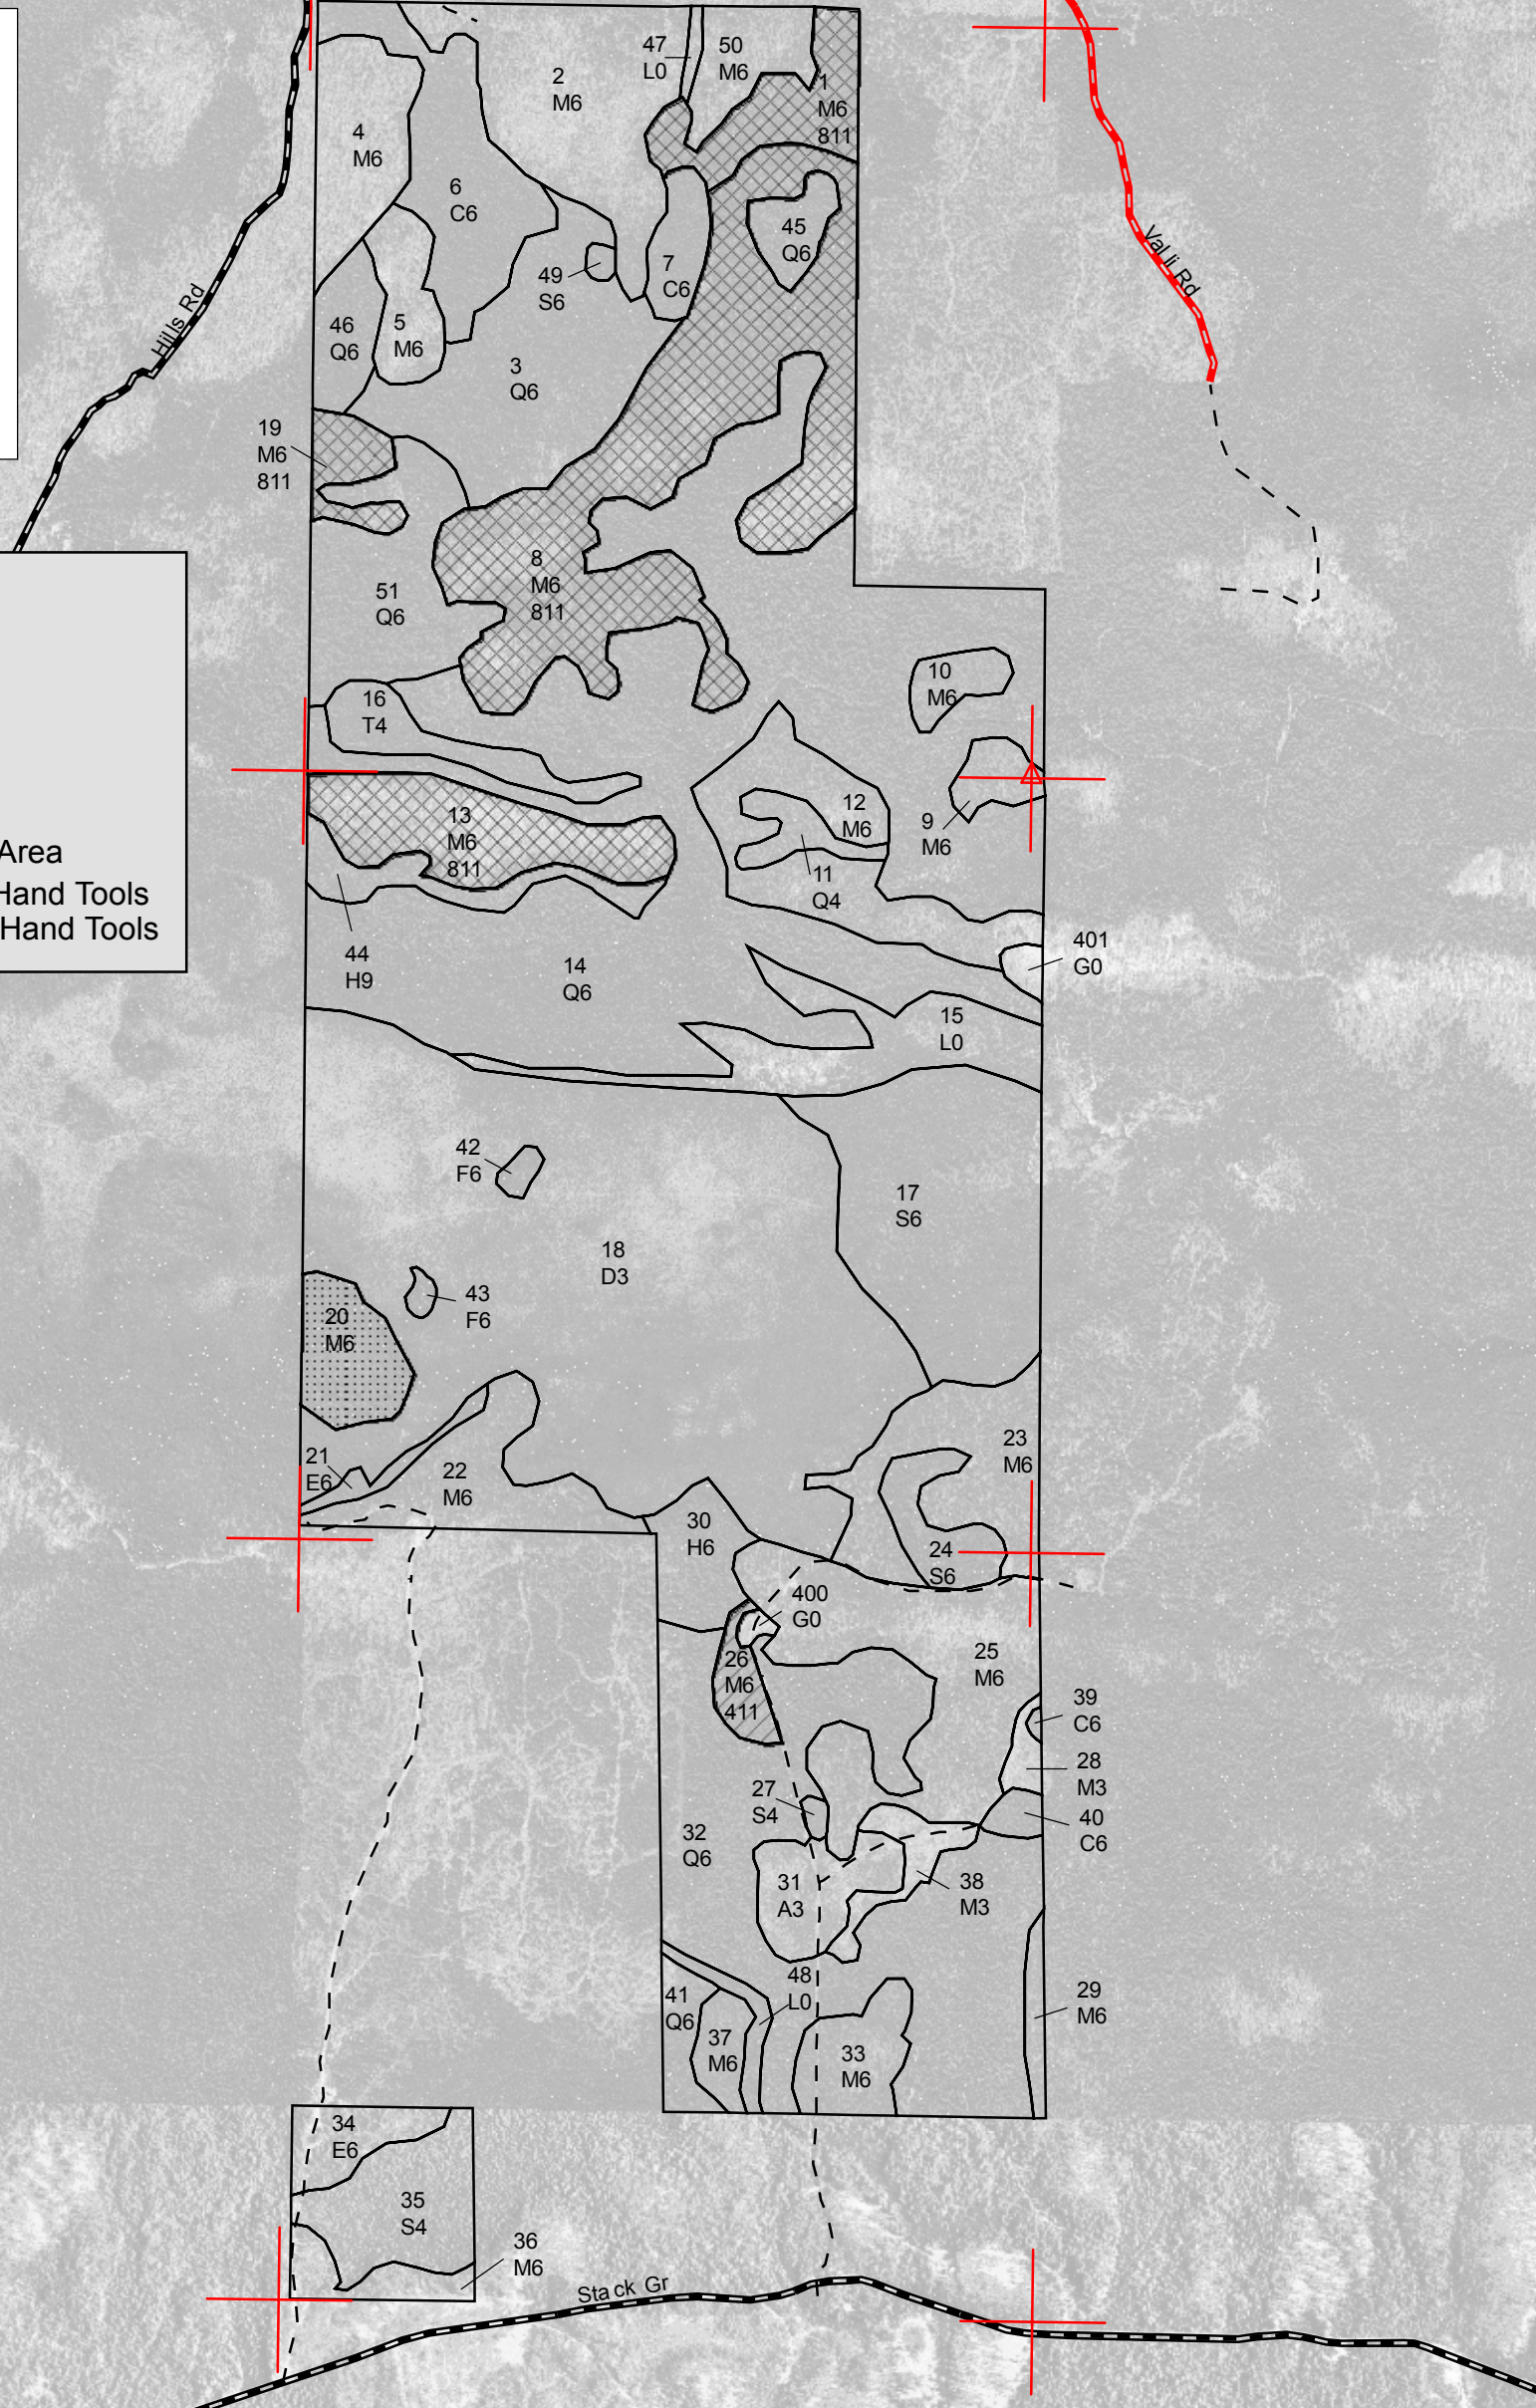 47
L0
50
M6
2
M6
1
M6
811
4
M6
6
C6
45
Q6
Valli Rd
49
S6
7
C6
Hills Rd
46
Q6
5
M6
3
Q6
19
M6
811
8
M6
811
51
Q6
10
M6
16
T4
12
M6
13
M6
811
9
M6
Area
Hand Tools
Hand Tools
11
Q4
401
G0
44
H9
14
Q6
15
L0
42
F6
17
S6
18
D3
43
F6
20
M6
23
M6
21
E6
22
M6
30
H6
24
S6
400
G0
25
M6
26
M6
411
39
C6
28
M3
27
S4
40
C6
32
Q6
31
A3
38
M3
48
L0
41
Q6
29
M6
37
M6
33
M6
34
E6
35
S4
36
M6
Stack Gr